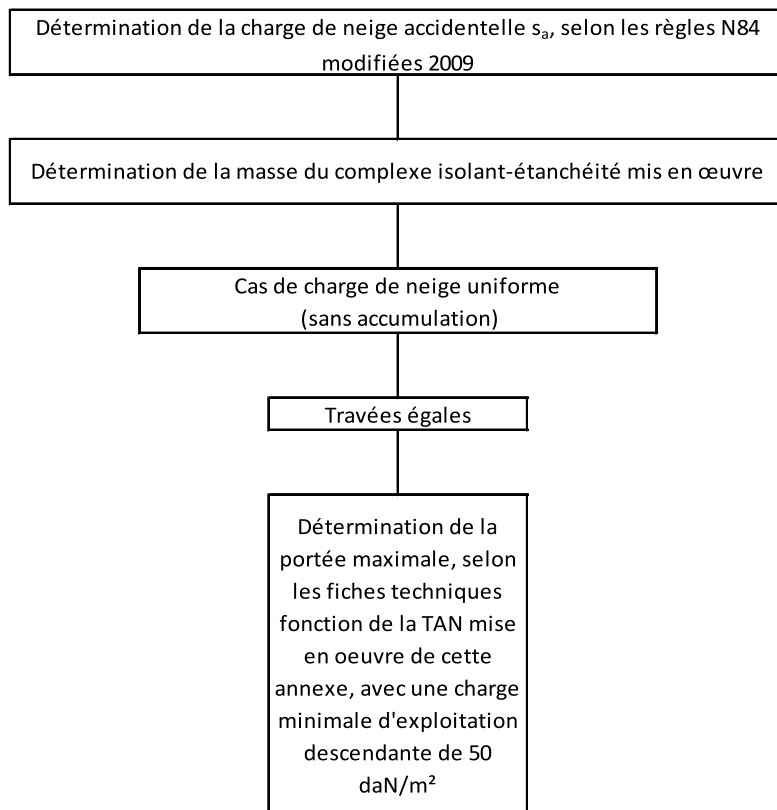 Détermination de la charge de neige accidentelle sₐ, selon les règles N84
modifiées 2009
Détermination de la masse du complexe isolant-étanchéité mis en œuvre
Cas de charge de neige uniforme
(sans accumulation)
Travées égales
Détermination de la
portée maximale, selon
les fiches techniques
fonction de la TAN mise
en oeuvre de cette
annexe, avec une charge
minimale d'exploitation
descendante de 50
daN/m²